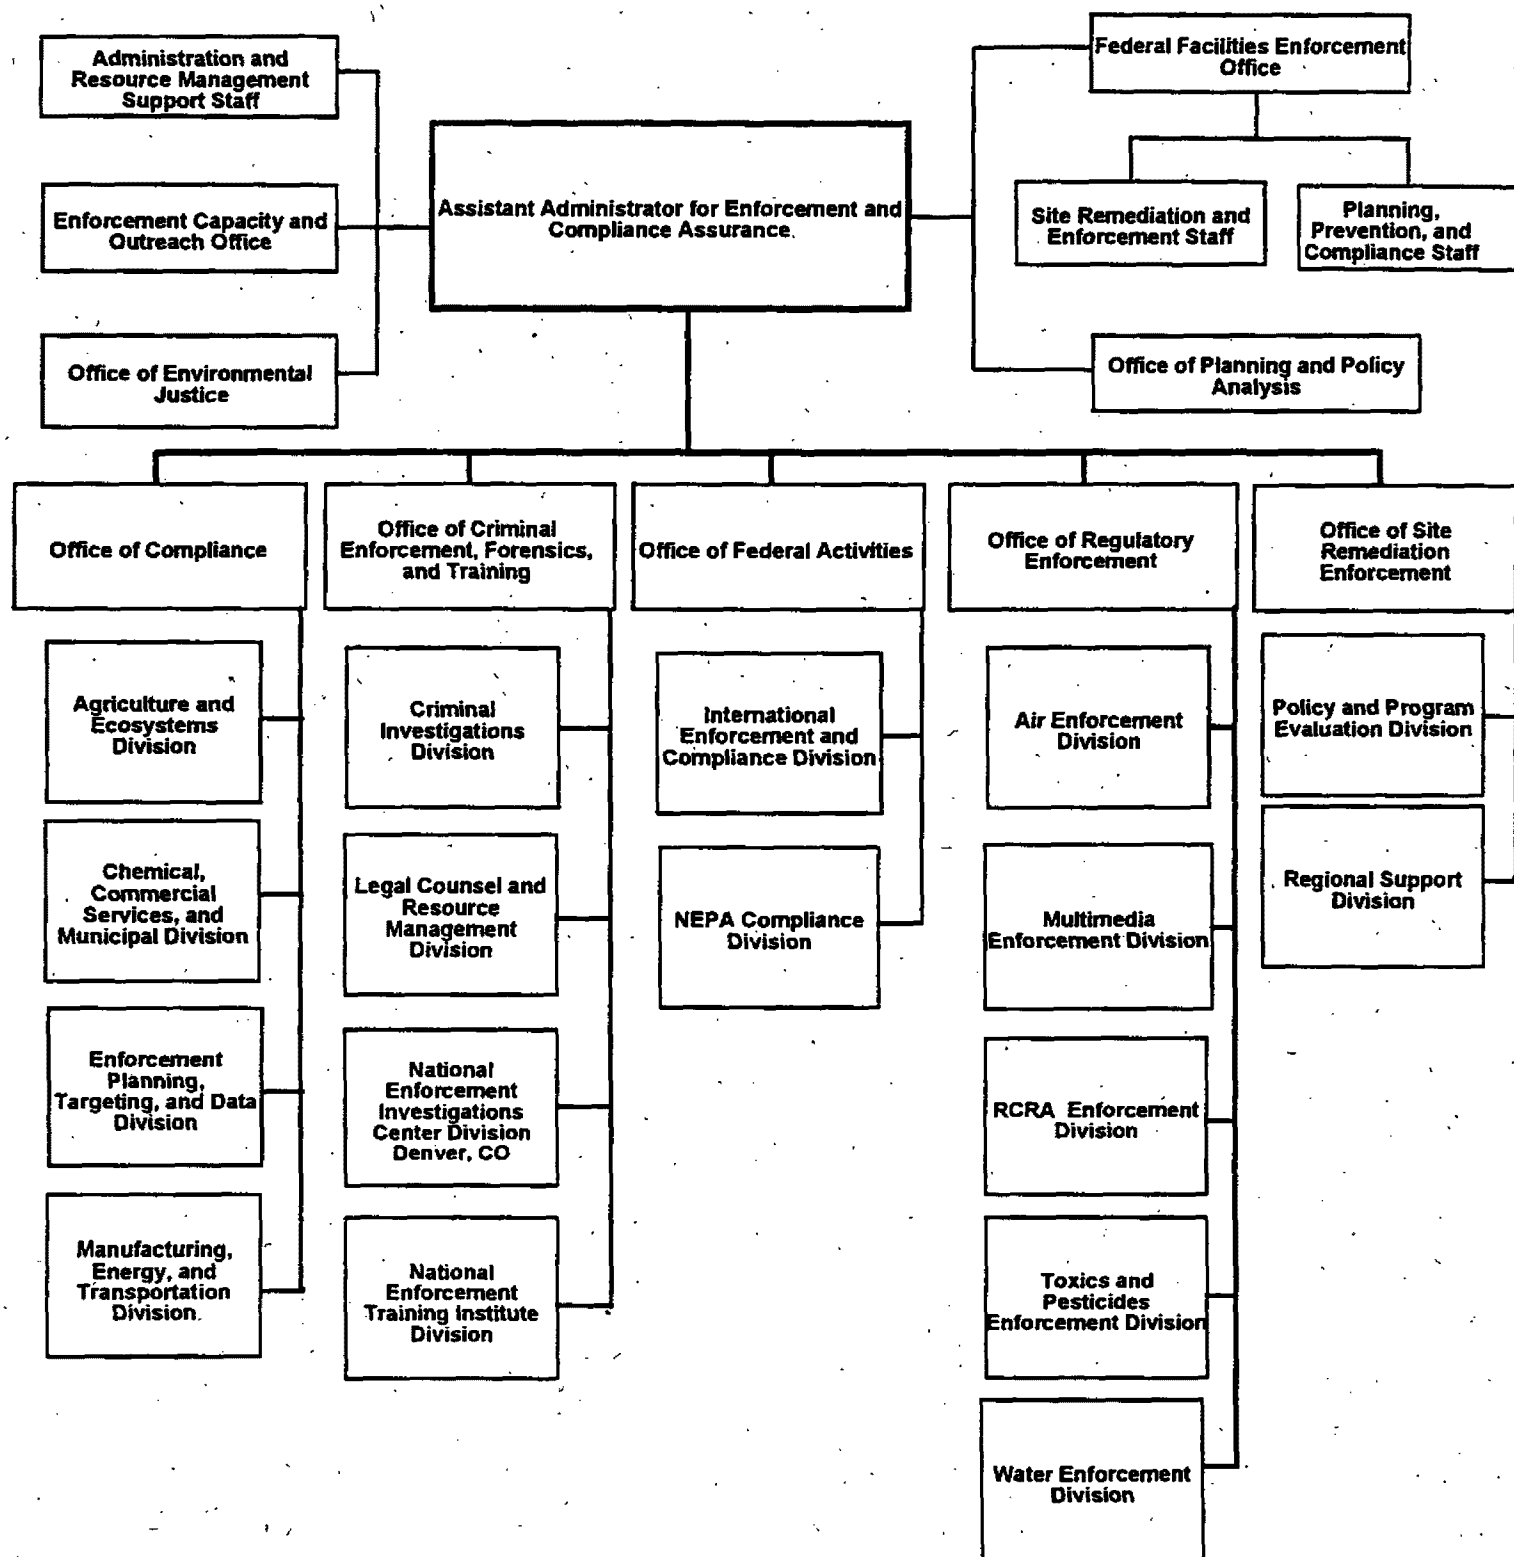 Administration and
Resource Management
Support Staff
Federal Facilities Enforcement
Office
Enforcement Capacity and
Outreach Office
Assistant Administrator for Enforcement and
Compliance Assurance.
Site Remediation and
Enforcement Staff
Planning,
Prevention, and
Compliance Staff
Office of Environmental
Justice
Office of Planning and Policy
Analysis
Office of Compliance
Office of Criminal
Enforcement, Forensics,
and Training
Office of Federal Activities
Office of Regulatory
Enforcement
Office of Site
Remediation
Enforcement
Agriculture and
Ecosystems
Division
Chemical,
Commercial
Services, and
Municipal Division
Enforcement
Planning,
Targeting, and Data
Division
Manufacturing,
Energy, and
Transportation
Division.
Criminal
Investigations
Division
Legal Counsel and
Resource
Management
Division
National
Enforcement
Investigations
Center Division
Denver, CO
National
Enforcement
Training Institute
Division
International
Enforcement and
Compliance Division
NEPA Compliance
Division
Air Enforcement
Division
Multimedia
Enforcement Division
RCRA Enforcement
Division
Toxics and
Pesticides
Enforcement Division
Water Enforcement
Division
Policy and Program
Evaluation Division
Regional Support
Division